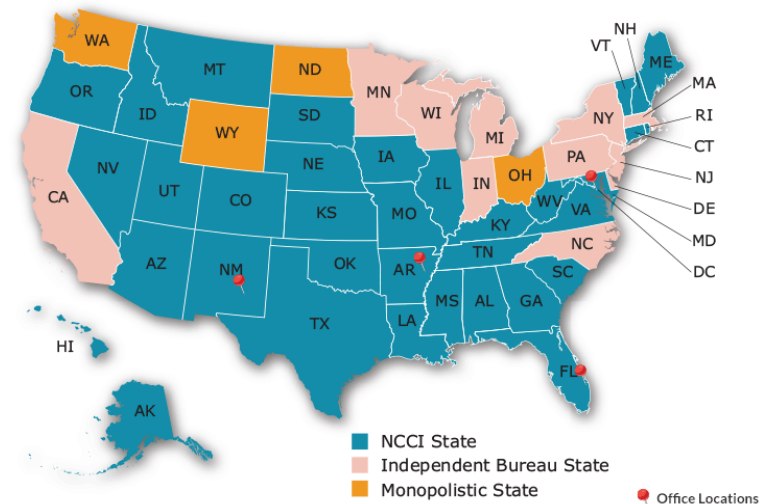 NH
VT
WA
ME
MT
ND
MA
OR
MN
ID
SD
WI
NY
RI
MI
WY
CT
IA
PA
NE
NJ
NV
IL
IN
OH
UT
CA
CO
WV
DE
KS
MO
VA
KY
MD
NC
TN
AZ
NM
OK
AR
DC
SC
MS
AL
GA
LA
TX
HI
FL
AK
NCCI State
Independent Bureau State
Monopolistic State
Office Locations